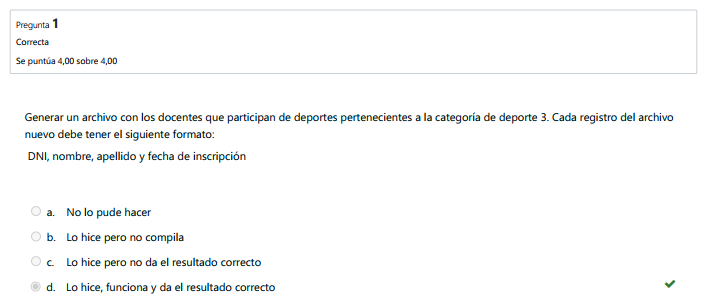 Pregunta 1
Correcta
Se puntúa 4,00 sobre 4,00
Generar un archivo con los docentes que participan de deportes pertenecientes a la categoría de deporte 3. Cada registro del archivo
nuevo debe tener el siguiente formato:
DNI, nombre, apellido y fecha de inscripción
a. No lo pude hacer
b. Lo hice pero no compila
c. Lo hice pero no da el resultado correcto
d. Lo hice, funciona y da el resultado correcto